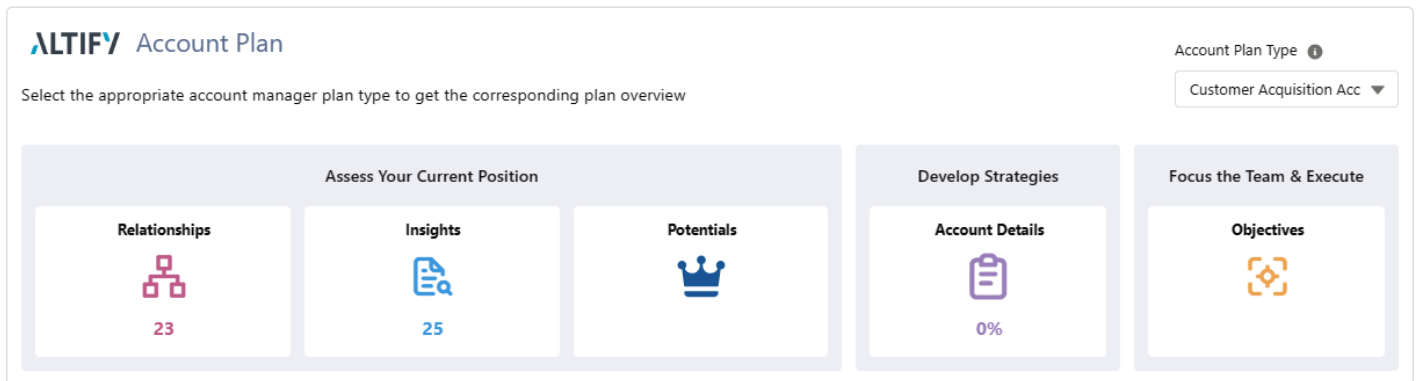 ALTIFY Account Plan
Account Plan Type
Select the appropriate account manager plan type to get the corresponding plan overview
Customer Acquisition Acc
Assess Your Current Position
Develop Strategies
Focus the Team & Execute
Relationships
Insights
Potentials
Account Details
Objectives
23
25
0%